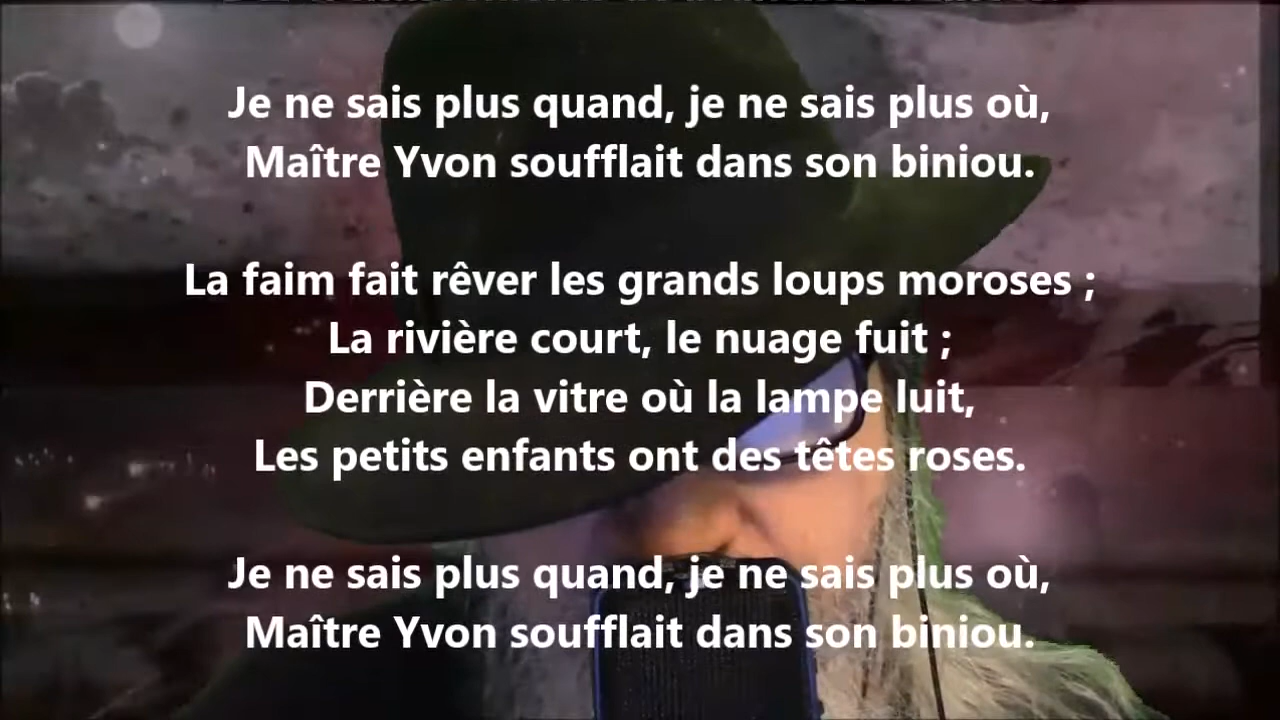 Je ne sais plus quand, je ne sais plus où,
Maître Yvon soufflait dans son biniou.
La faim fait rêver les grands loups moroses ;
La rivière court, le nuage fuit ;
Derrière la vitre où la lampe luit,
Les petits enfants ont des têtes roses.
Je ne sais plus quand, je ne sais plus où,
Maître Yvon soufflait dans son biniou.